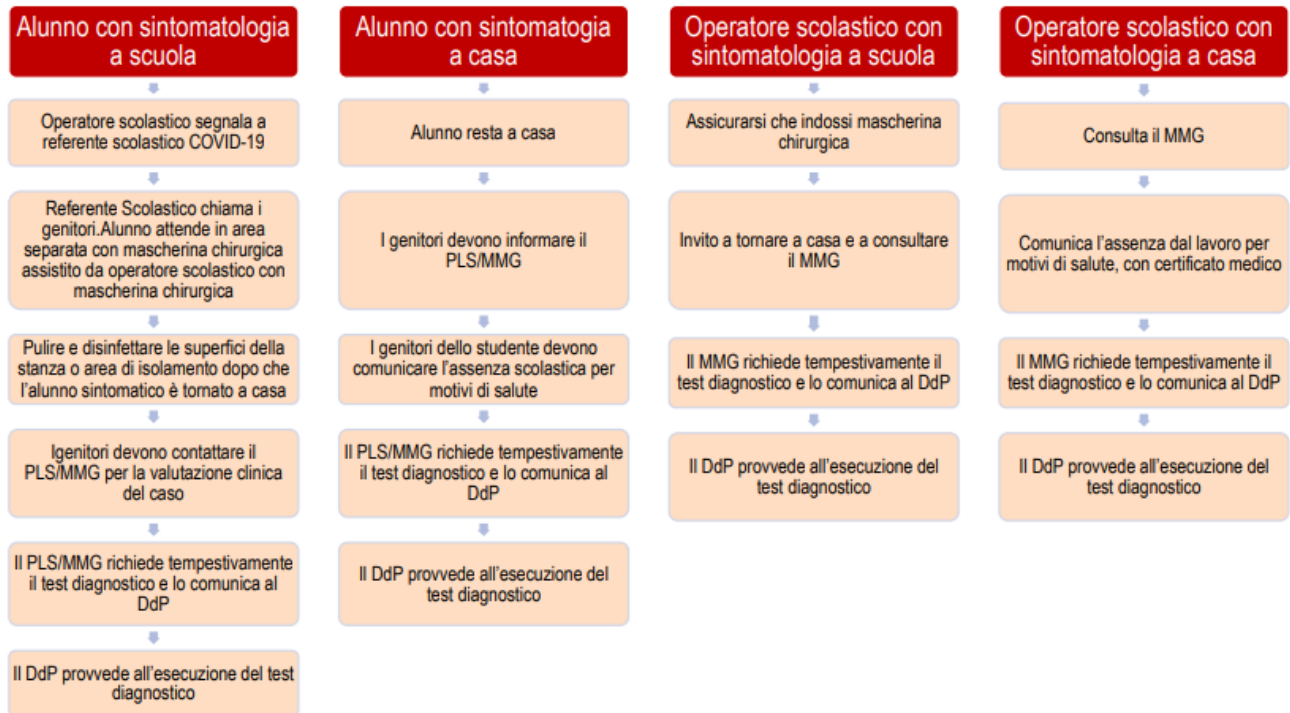 Alunno con sintomatologia
a scuola
Operatore scolastico segnala a
referente scolastico COVID-19
Referente Scolastico chiama i
genitori.Alunno attende in area
separata con mascherina chirurgica
assistito da operatore scolastico con
mascherina chirurgica
Pulire e disinfettare le superfici della
stanza o area di isolamento dopo che
l'alunno sintomatico è tornato a casa
Igenitori devono contattare il
PLS/MMG per la valutazione clinica
del caso
Il PLS/MMG richiede tempestivamente
il test diagnostico e lo comunica al
DdP
Il DdP provvede all'esecuzione del test
diagnostico
Alunno con sintomatogia
a casa
Alunno resta a casa
I genitori devono informare il
PLS/MMG
I genitori dello studente devono
comunicare l'assenza scolastica per
motivi di salute
Il PLS/MMG richiede tempestivamente
il test diagnostico e lo comunica al
DdP
Il DdP provvede all'esecuzione del
test diagnostico
Operatore scolastico con
sintomatologia a scuola
Assicurarsi che indossi mascherina
chirurgica
Invito a tornare a casa e a consultare
il MMG
Il MMG richiede tempestivamente il
test diagnostico e lo comunica al DdP
Il DdP provvede all'esecuzione del
test diagnostico
Operatore scolastico con
sintomatologia a casa
Consulta il MMG
Comunica l'assenza dal lavoro per
motivi di salute, con certificato medico
Il MMG richiede tempestivamente il
test diagnostico e lo comunica al DdP
Il DdP provvede all'esecuzione del
test diagnostico